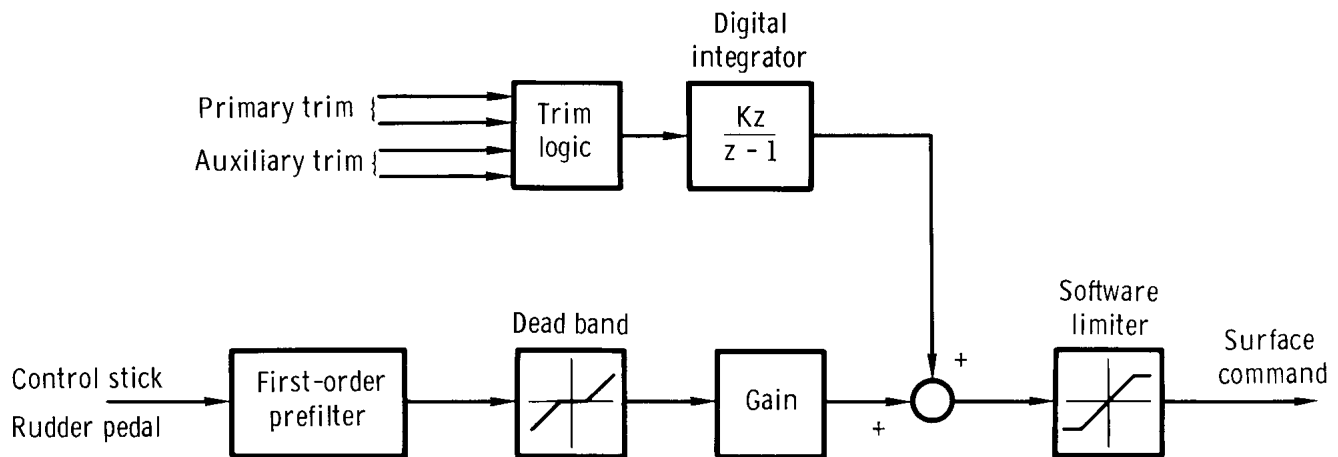 Digital
integrator
Primary trim {
Auxiliary trim {
Trim
logic
Kz
z - 1
Dead band
Software
limiter
Control stick
Rudder pedal
First-order
prefilter
Gain
+
+
Surface
command